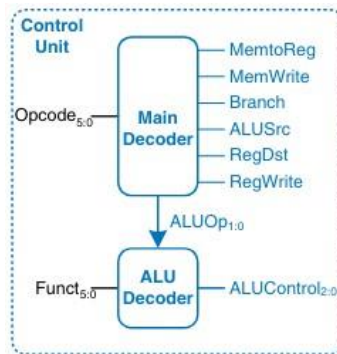 Control
Unit
MemtoReg
MemWrite
Branch
ALUSrc
RegDst
RegWrite
Opcode5:0
Main
Decoder
ALUOp1:0
Funct5:0
ALU
Decoder
ALUControl2:0